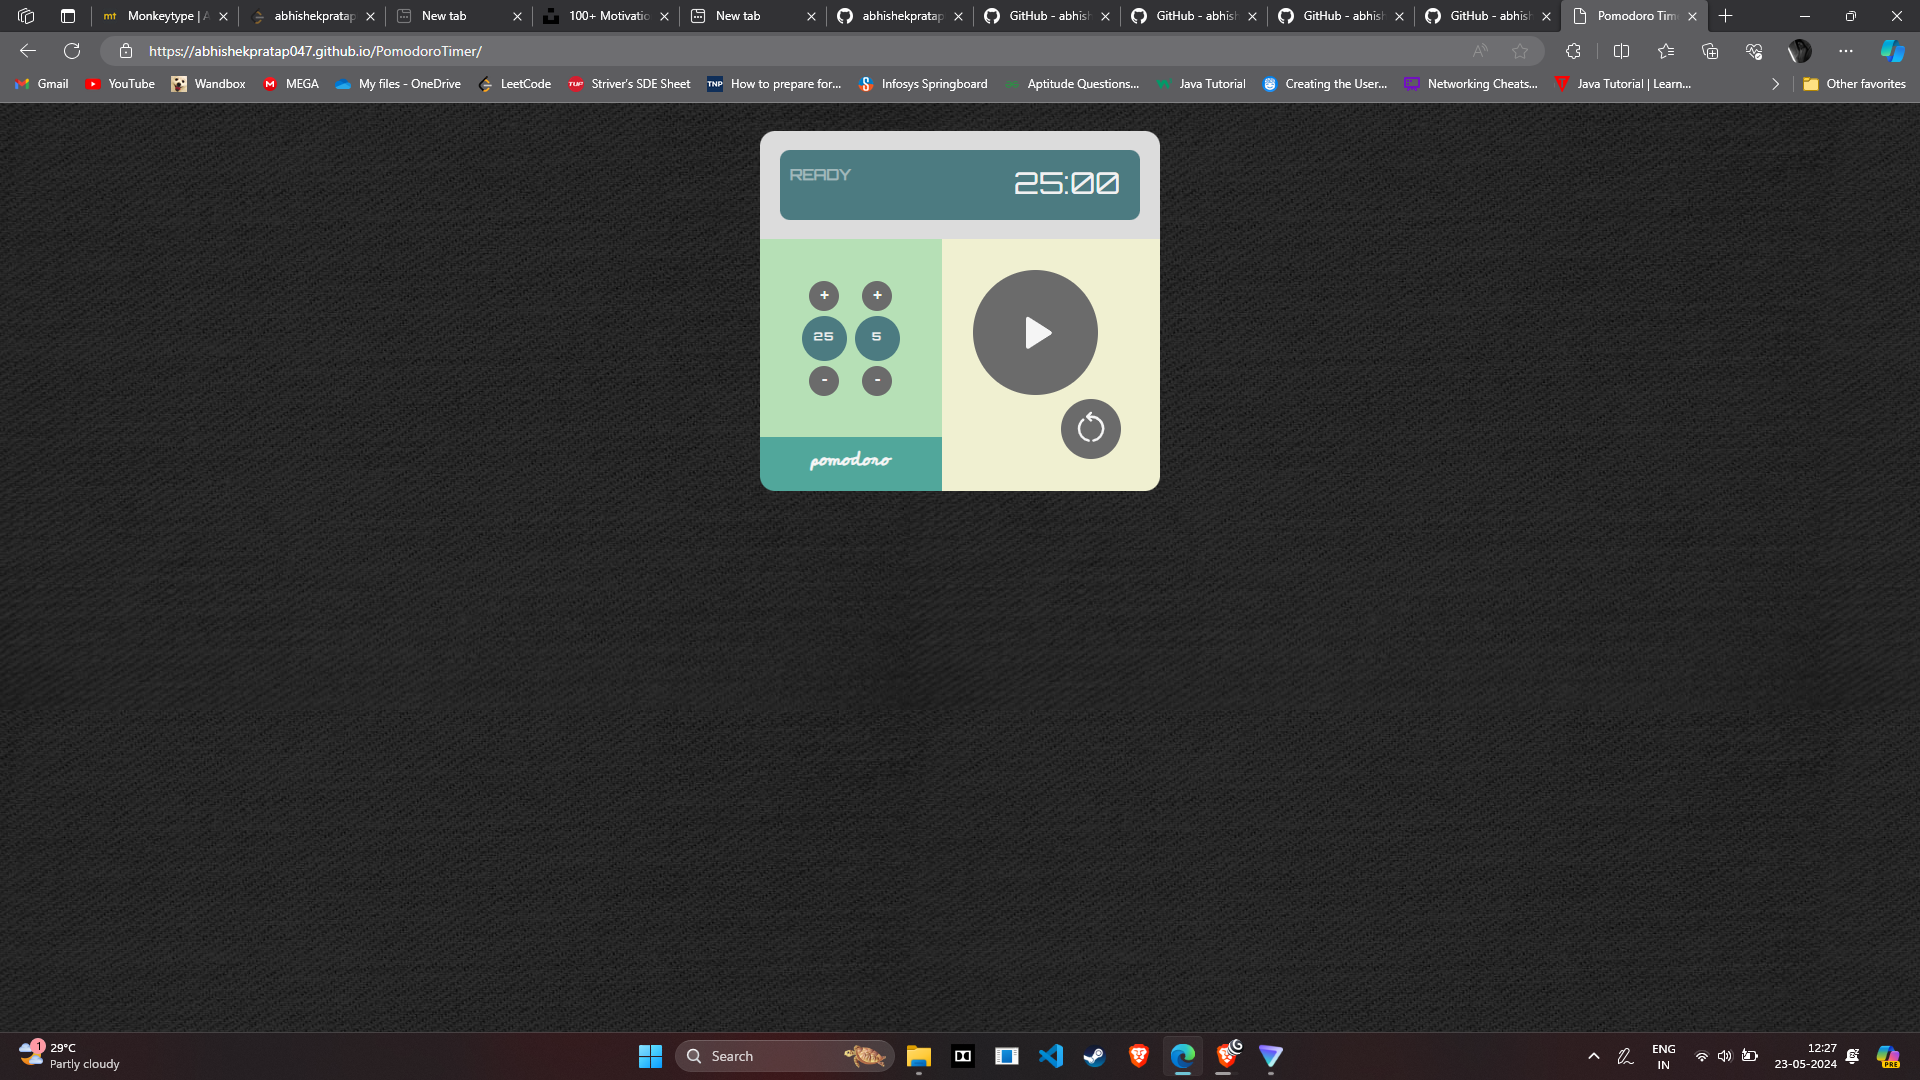 Monkeytype | A
abhishekpratap
New tab
100+ Motivatio
New tab
abhishekpratap
GitHub - abhish
GitHub - abhish
GitHub - abhish
GitHub - abhish
Pomodoro Tim
https://abhishekpratap047.github.io/PomodoroTimer/
Gmail
YouTube
Wandbox
MEGA
My files - OneDrive
LeetCode
Striver's SDE Sheet
How to prepare for...
Infosys Springboard
Aptitude Questions...
Java Tutorial
Creating the User...
Networking Cheats...
Java Tutorial | Learn...
Other favorites
READY
25:00
+ +
25 5
- -
pomodoro
1
29°C
Partly cloudy
Search
ENG
IN
12:27
23-05-2024
PRE